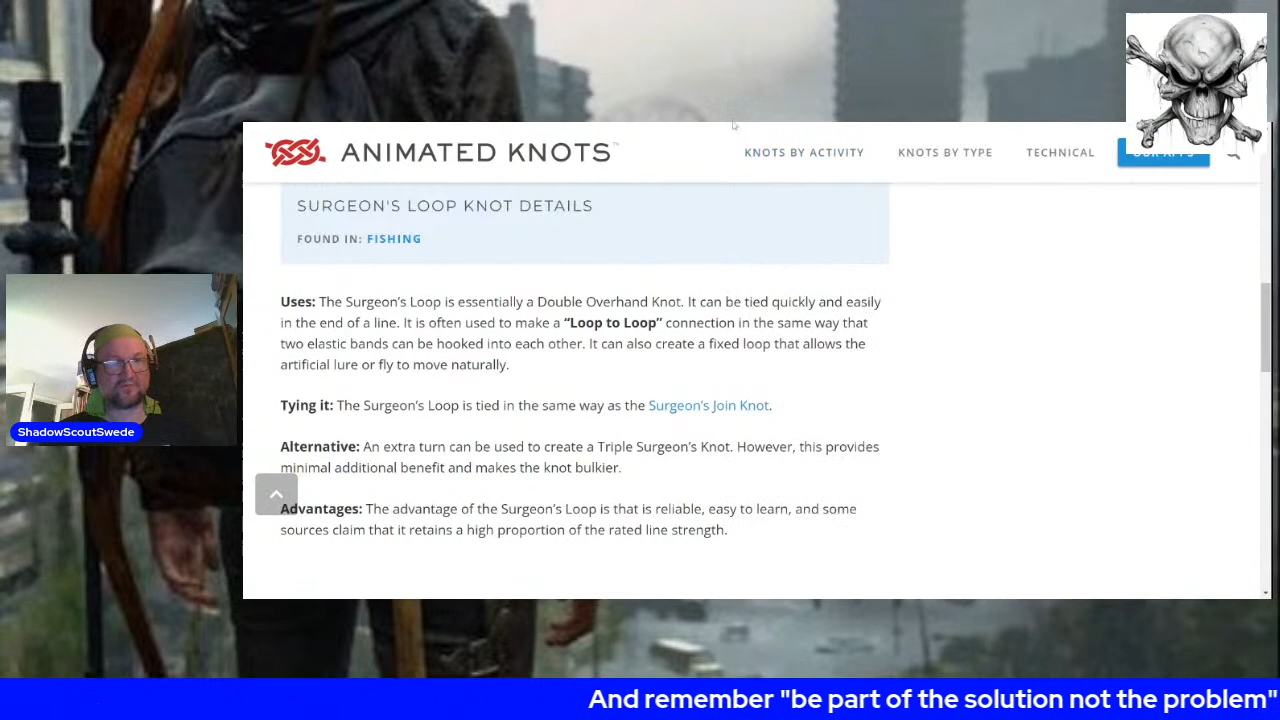 ANIMATED KNOTS™
KNOTS BY ACTIVITY
KNOTS BY TYPE
TECHNICAL
OUR APPS
SURGEON'S LOOP KNOT DETAILS
FOUND IN: FISHING
Uses: The Surgeon's Loop is essentially a Double Overhand Knot. It can be tied quickly and easily
in the end of a line. It is often used to make a “Loop to Loop” connection in the same way that
two elastic bands can be hooked into each other. It can also create a fixed loop that allows the
artificial lure or fly to move naturally.
Tying it: The Surgeon's Loop is tied in the same way as the Surgeon's Join Knot.
Alternative: An extra turn can be used to create a Triple Surgeon's Knot. However, this provides
minimal additional benefit and makes the knot bulkier.
Advantages: The advantage of the Surgeon's Loop is that is reliable, easy to learn, and some
sources claim that it retains a high proportion of the rated line strength.
ShadowScoutSwede
And remember "be part of the solution not the problem"